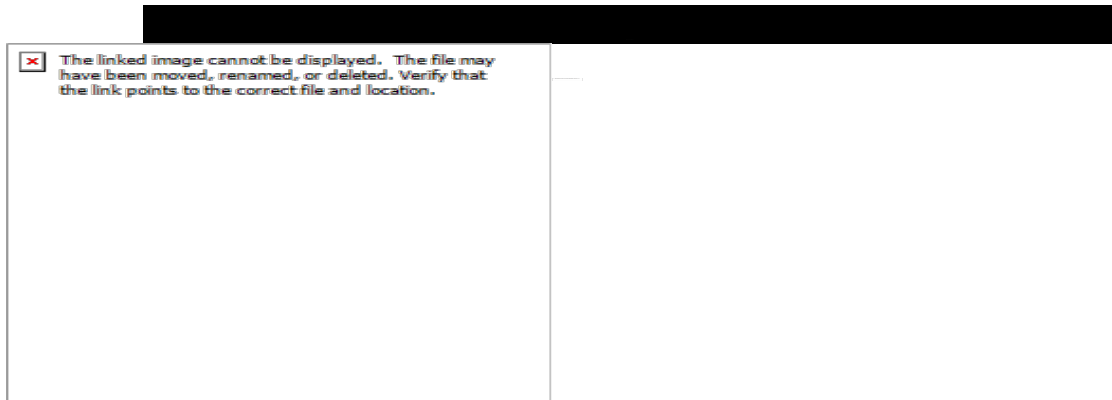 The linked image cannot be displayed. The file may
have been moved, renamed, or deleted. Verify that
the link points to the correct file and location.